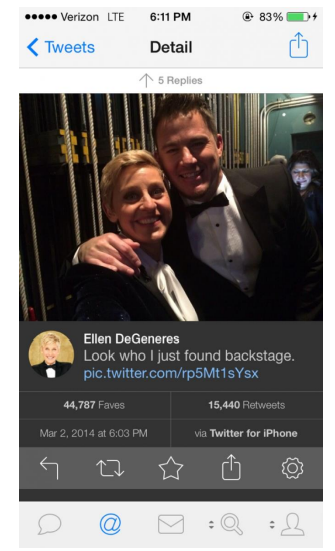 Verizon LTE 6:11 PM 83%
Tweets Detail
5 Replies
Ellen DeGeneres
Look who I just found backstage.
pic.twitter.com/rp5Mt1sYsx
44,787 Faves 15,440 Retweets
Mar 2, 2014 at 6:03 PM via Twitter for iPhone
@